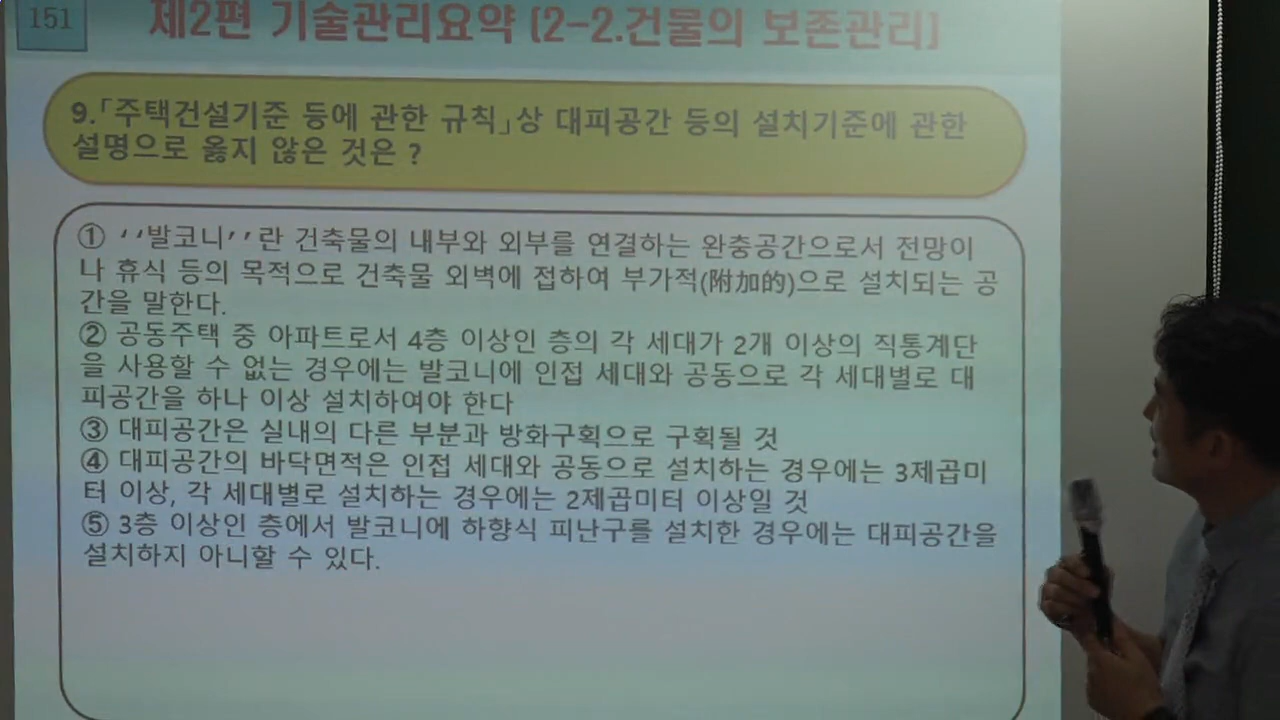 151
제2편 기술관리요약 [2-2.건물의 보존관리]
9.「주택건설기준 등에 관한 규칙」상 대피공간 등의 설치기준에 관한
설명으로 옳지 않은 것은 ?
① ‘‘발코니’’란 건축물의 내부와 외부를 연결하는 완충공간으로서 전망이
나 휴식 등의 목적으로 건축물 외벽에 접하여 부가적(附加的)으로 설치되는 공
간을 말한다.
② 공동주택 중 아파트로서 4층 이상인 층의 각 세대가 2개 이상의 직통계단
을 사용할 수 없는 경우에는 발코니에 인접 세대와 공동으로 각 세대별로 대
피공간을 하나 이상 설치하여야 한다
③ 대피공간은 실내의 다른 부분과 방화구획으로 구획될 것
④ 대피공간의 바닥면적은 인접 세대와 공동으로 설치하는 경우에는 3제곱미
터 이상, 각 세대별로 설치하는 경우에는 2제곱미터 이상일 것
⑤ 3층 이상인 층에서 발코니에 하향식 피난구를 설치한 경우에는 대피공간을
설치하지 아니할 수 있다.